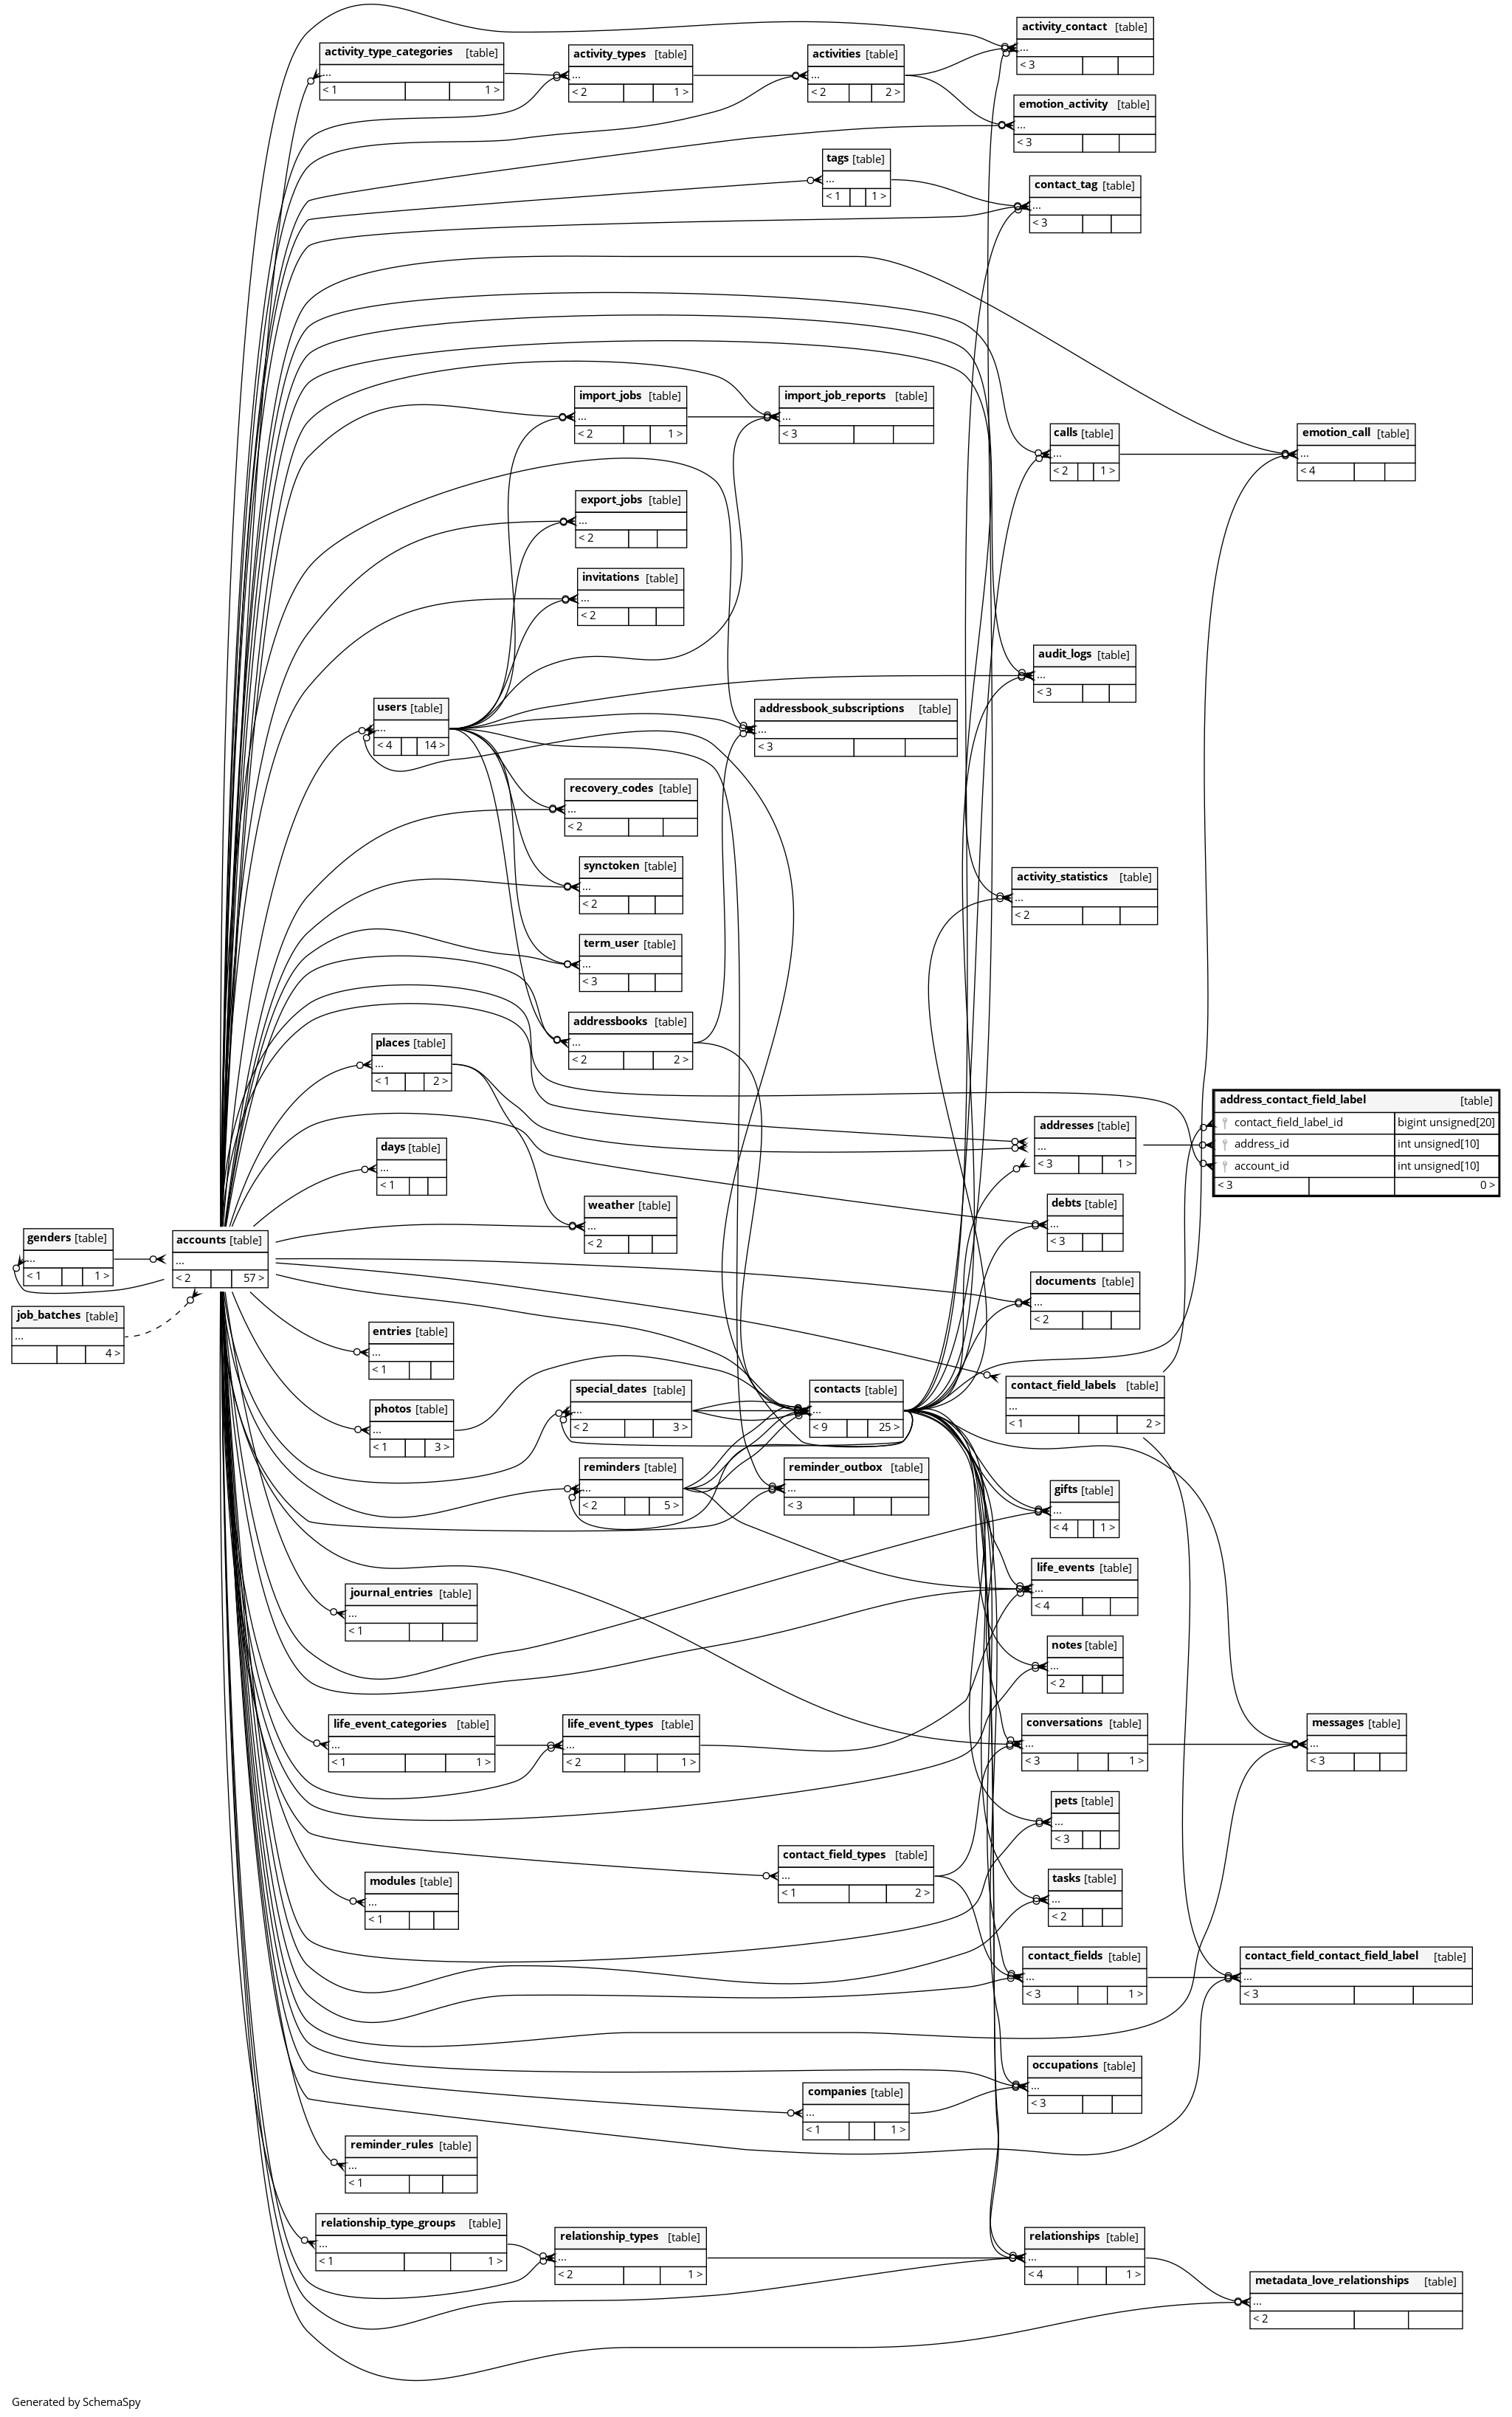 activity_contact [table]
...
< 3
activity_type_categories [table]
...
< 1 1 >
activity_types [table]
...
< 2 1 >
activities [table]
...
< 2 2 >
emotion_activity [table]
...
< 3
tags [table]
...
< 1 1 >
contact_tag [table]
...
< 3
import_jobs [table]
...
< 2 1 >
import_job_reports [table]
...
< 3
calls [table]
...
< 2 1 >
emotion_call [table]
...
< 4
export_jobs [table]
...
< 2
invitations [table]
...
< 2
audit_logs [table]
...
< 3
users [table]
...
< 4 14 >
addressbook_subscriptions [table]
...
< 3
recovery_codes [table]
...
< 2
synctoken [table]
...
< 2
activity_statistics [table]
...
< 2
term_user [table]
...
< 3
addressbooks [table]
...
< 2 2 >
places [table]
...
< 1 2 >
address_contact_field_label [table]
contact_field_label_id bigint unsigned[20]
address_id int unsigned[10]
account_id int unsigned[10]
< 3 0 >
addresses [table]
...
< 3 1 >
days [table]
...
< 1
weather [table]
...
< 2
debts [table]
...
< 3
genders [table]
...
< 1 1 >
accounts [table]
...
< 2 57 >
documents [table]
...
< 2
job_batches [table]
...
4 >
entries [table]
...
< 1
photos [table]
...
< 1 3 >
special_dates [table]
...
< 2 3 >
contacts [table]
...
< 9 25 >
contact_field_labels [table]
...
< 1 2 >
reminders [table]
...
< 2 5 >
reminder_outbox [table]
...
< 3
gifts [table]
...
< 4 1 >
life_events [table]
...
< 4
journal_entries [table]
...
< 1
notes [table]
...
< 2
life_event_categories [table]
...
< 1 1 >
life_event_types [table]
...
< 2 1 >
conversations [table]
...
< 3 1 >
messages [table]
...
< 3
pets [table]
...
< 3
contact_field_types [table]
...
< 1 2 >
modules [table]
...
< 1
tasks [table]
...
< 2
contact_fields [table]
...
< 3 1 >
contact_field_contact_field_label [table]
...
< 3
occupations [table]
...
< 3
companies [table]
...
< 1 1 >
reminder_rules [table]
...
< 1
relationship_type_groups [table]
...
< 1 1 >
relationship_types [table]
...
< 2 1 >
relationships [table]
...
< 4 1 >
metadata_love_relationships [table]
...
< 2
Generated by SchemaSpy